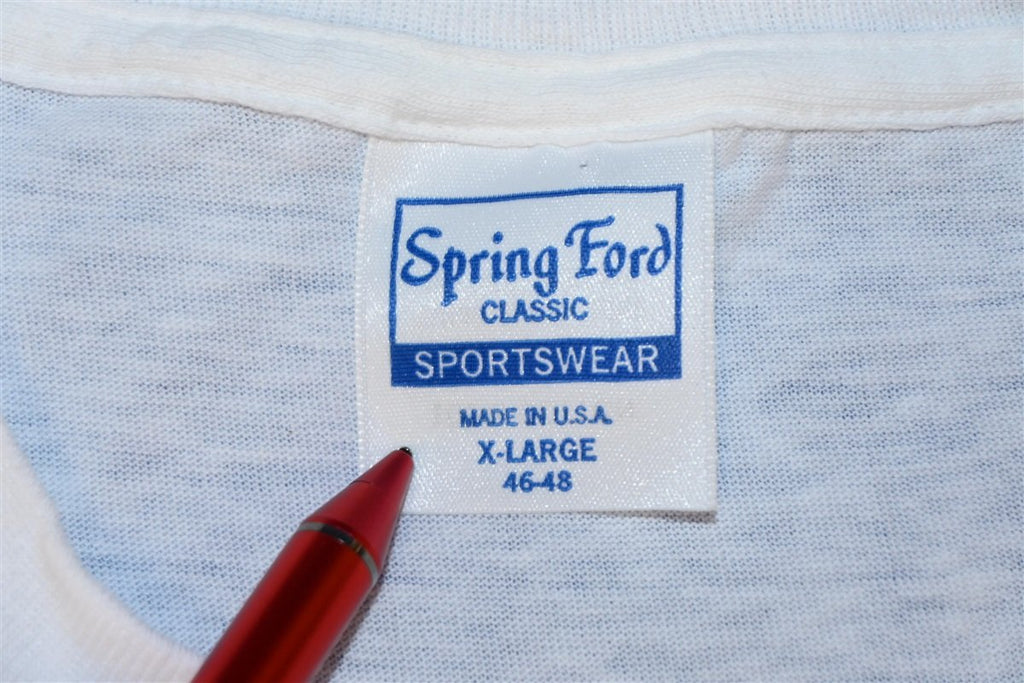 Spring Ford
CLASSIC
SPORTSWEAR
MADE IN U.S.A.
X-LARGE
46-48